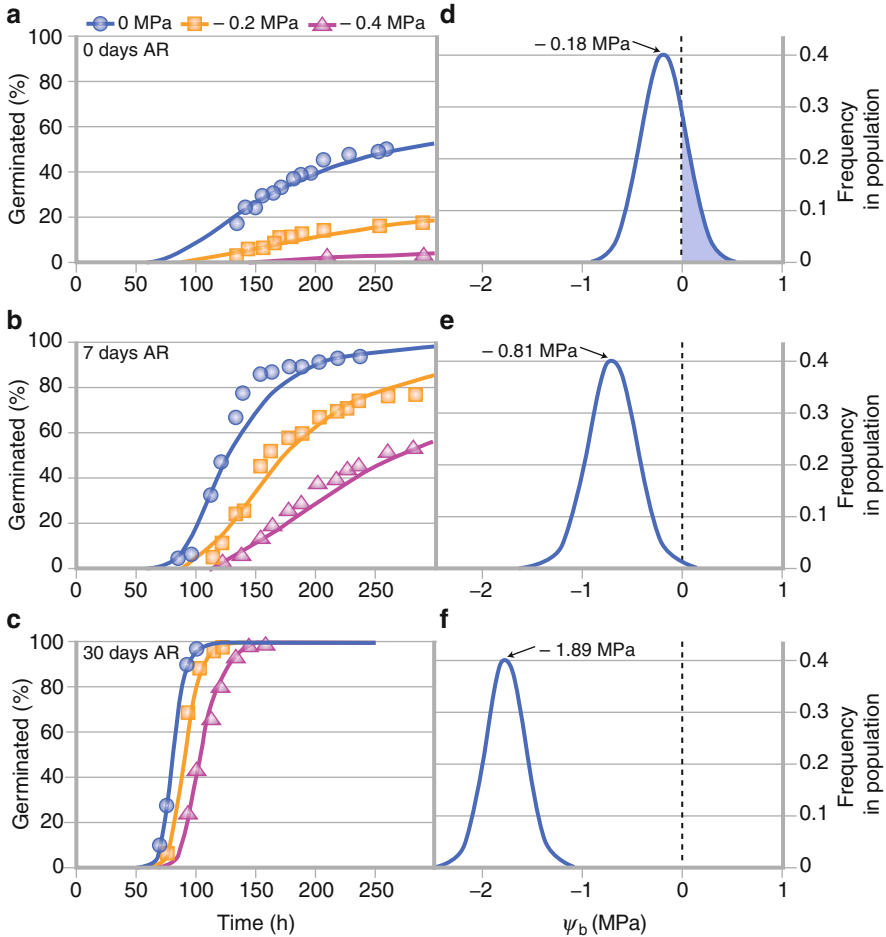 a
0 MPa – 0.2 MPa – 0.4 MPa
0 days AR
100
80
60
40
20
0
Germinated (%)
0 50 100 150 200 250
d
– 0.18 MPa
0.4
0.3
0.2
0.1
0
Frequency
in population
–2 –1 0 1
b
7 days AR
100
80
60
40
20
0
Germinated (%)
0 50 100 150 200 250
e
– 0.81 MPa
0.4
0.3
0.2
0.1
0
Frequency
in population
–2 –1 0 1
c
30 days AR
100
80
60
40
20
0
Germinated (%)
0 50 100 150 200 250
Time (h)
f
– 1.89 MPa
0.4
0.3
0.2
0.1
0
Frequency
in population
–2 –1 0 1
ψb (MPa)